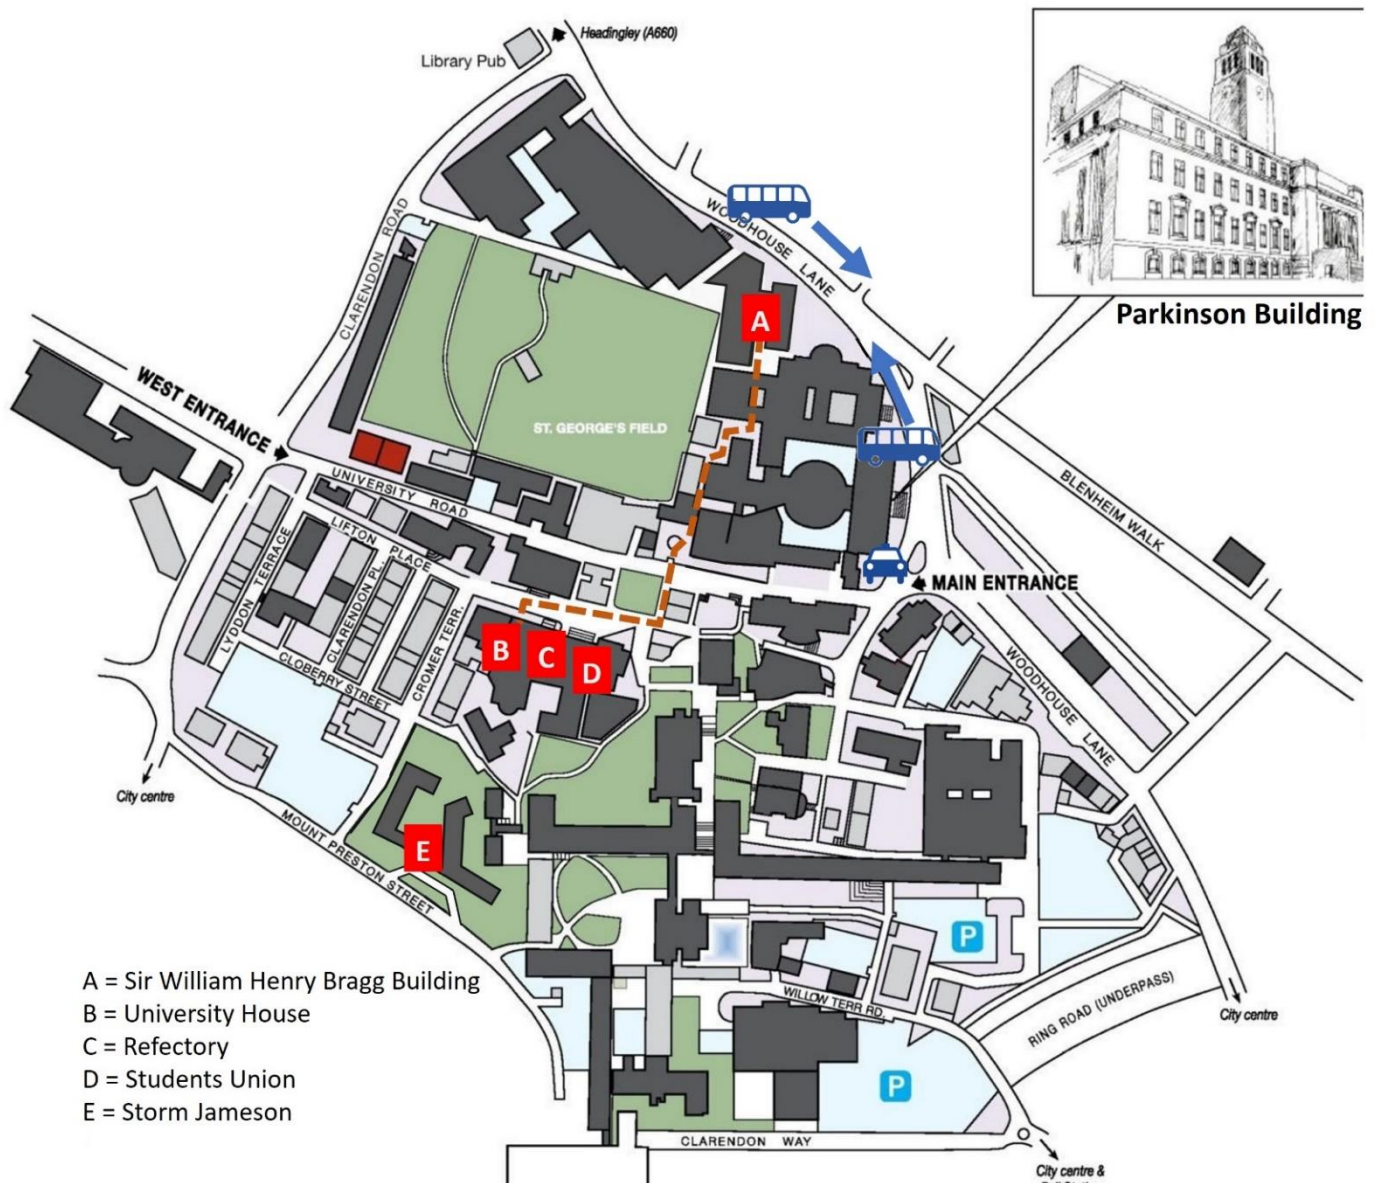 Headingley (A660)
Library Pub
WOODHOUSE LANE
CLARENDON ROAD
Parkinson Building
A
WEST ENTRANCE
ST. GEORGE'S FIELD
UNIVERSITY ROAD
BLENHEIM WALK
LIFTON PLACE
MAIN ENTRANCE
LYDDON TERRACE
CLARENDON PL.
CROMER TERR.
CLOBERRY STREET
B
C
D
WOODHOUSE LANE
City centre
MOUNT PRESTON STREET
E
P
A = Sir William Henry Bragg Building
B = University House
C = Refectory
D = Students Union
E = Storm Jameson
WILLOW TERR RD.
RING ROAD (UNDERPASS)
City centre
P
CLARENDON WAY
City centre &